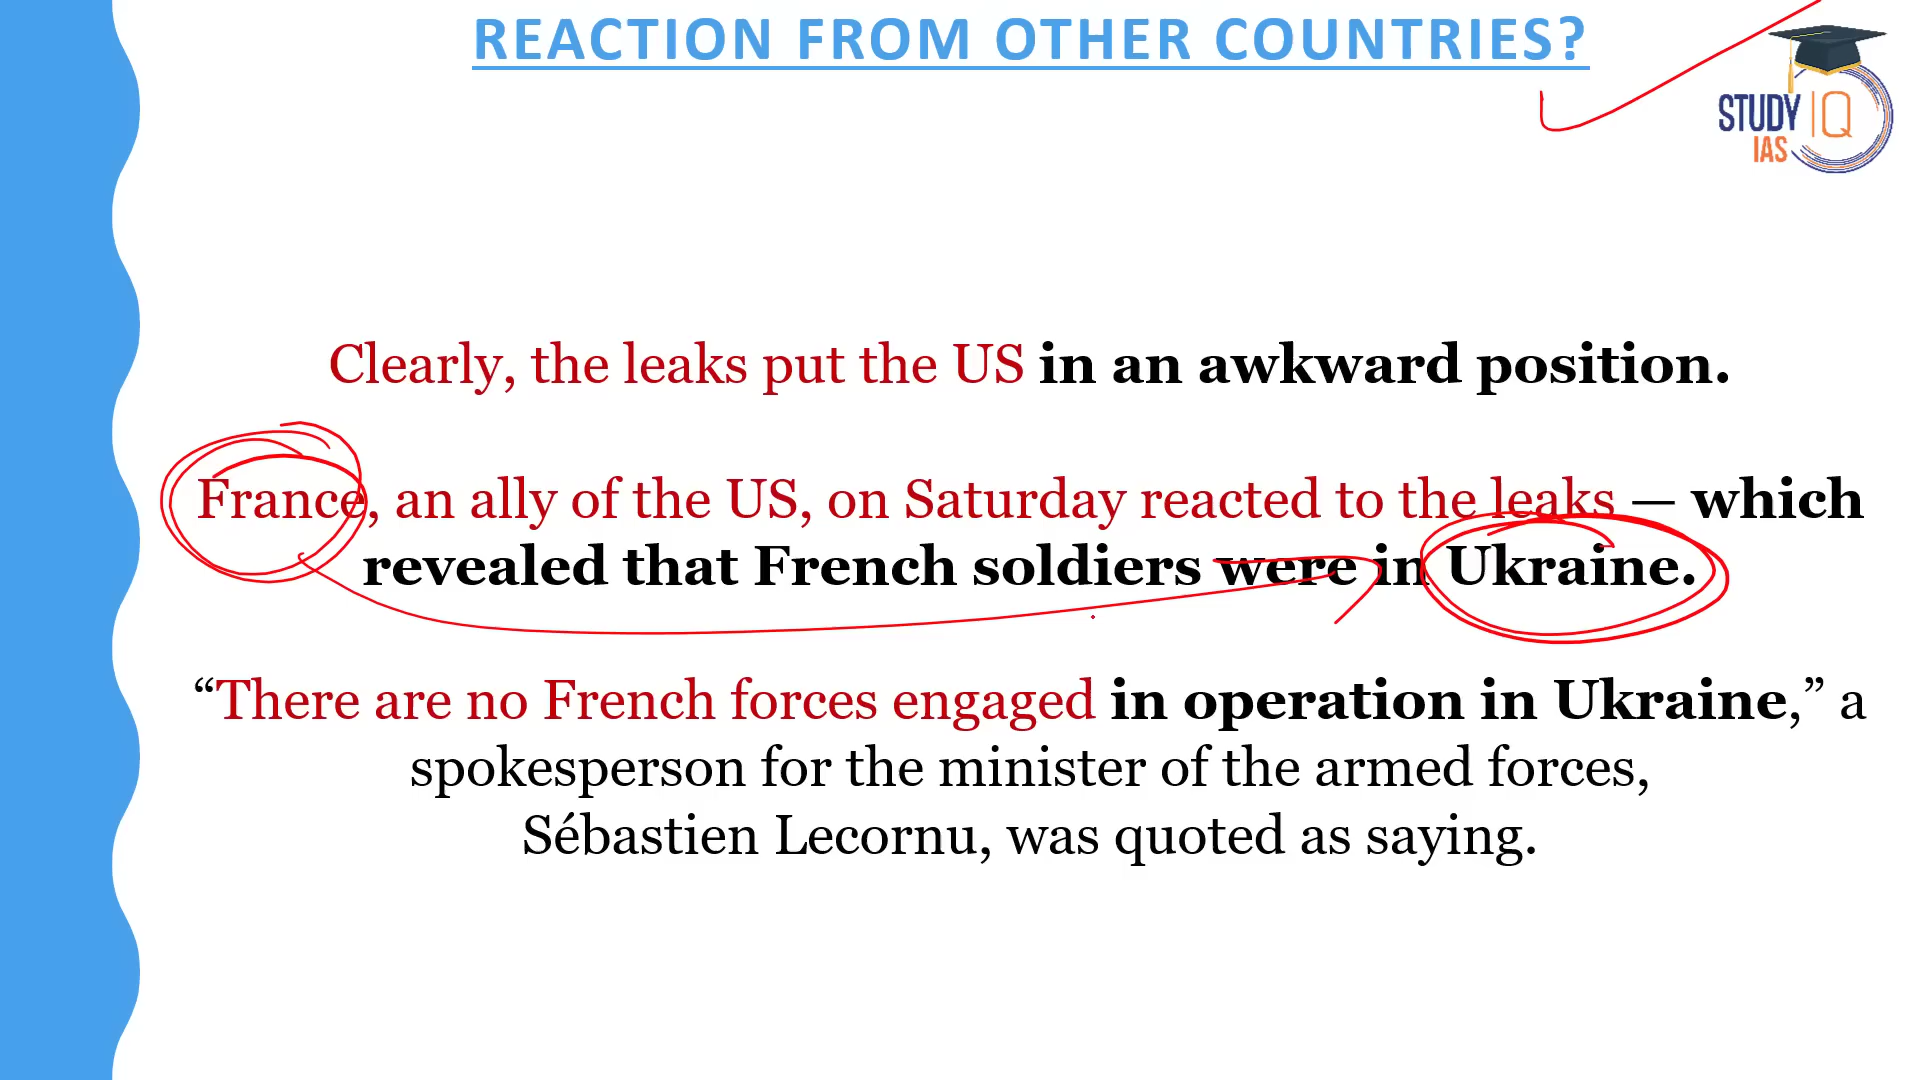 REACTION FROM OTHER COUNTRIES?
STUDY IQ
IAS
Clearly, the leaks put the US in an awkward position.
France, an ally of the US, on Saturday reacted to the leaks — which
revealed that French soldiers were in Ukraine.
“There are no French forces engaged in operation in Ukraine,” a
spokesperson for the minister of the armed forces,
Sébastien Lecornu, was quoted as saying.